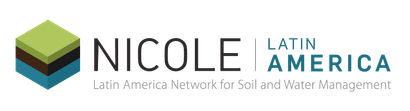 NICOLE
LATIN
AMERICA
Latin America Network for Soil and Water Management